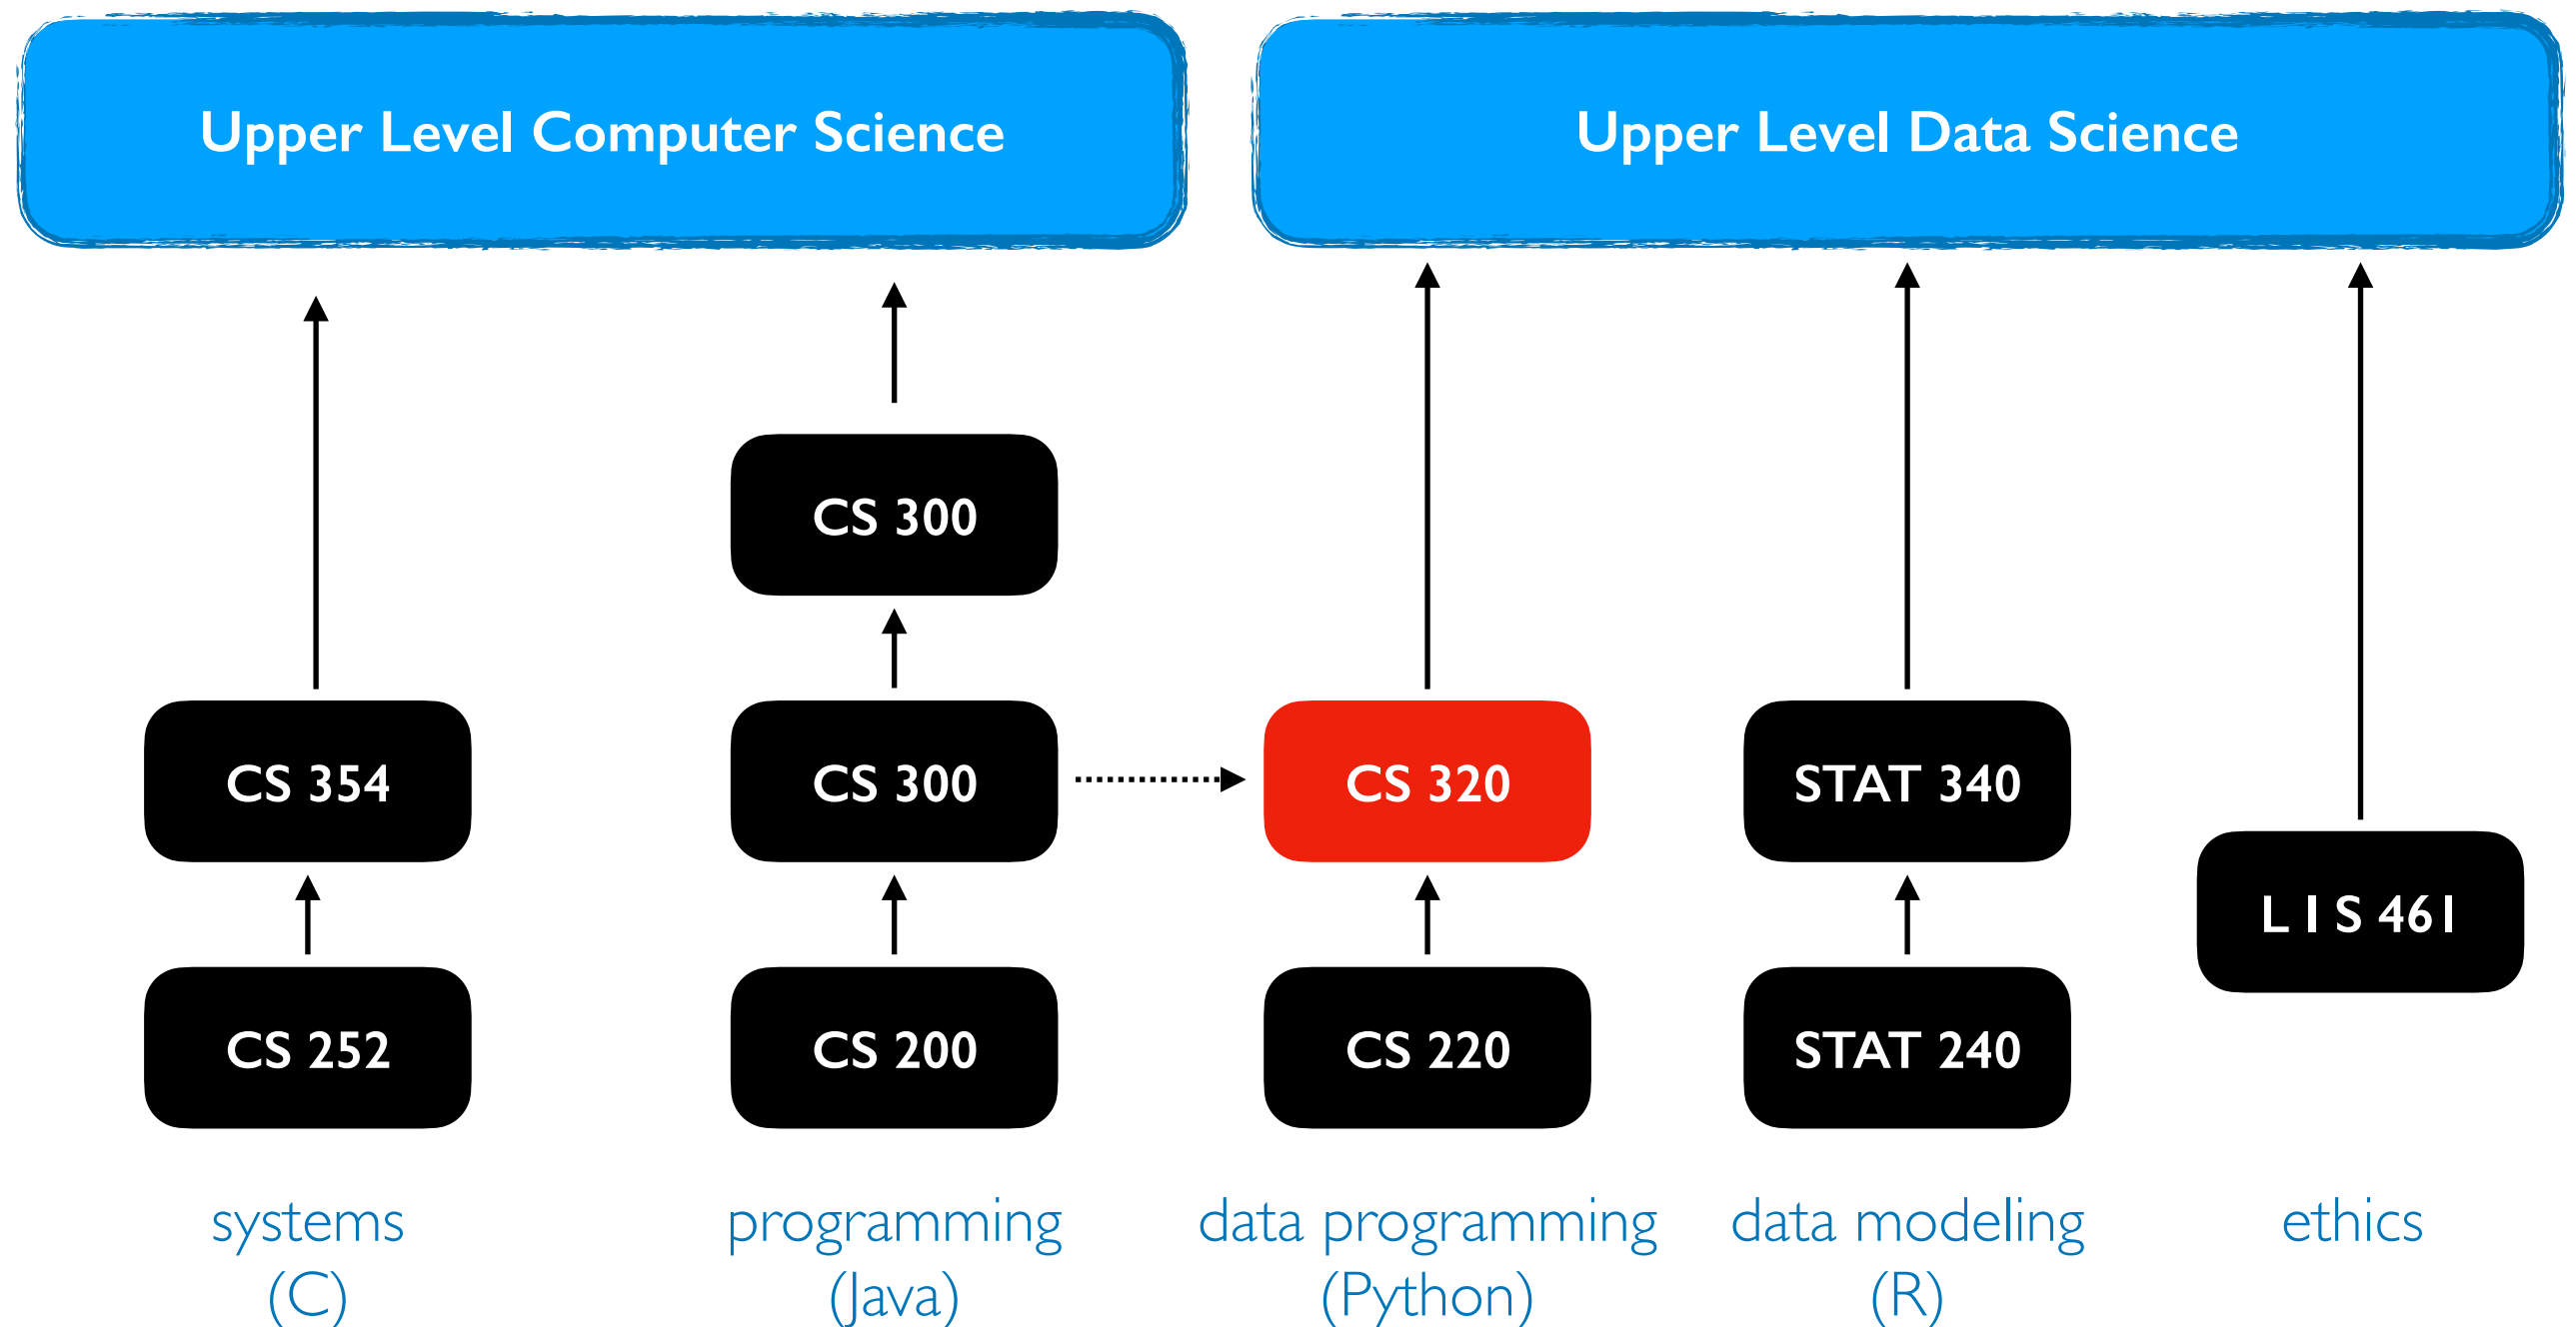 Upper Level Computer Science
Upper Level Data Science
CS 300
CS 354
CS 300
CS 320
STAT 340
L I S 461
CS 252
CS 200
CS 220
STAT 240
systems
(C)
programming
(Java)
data programming
(Python)
data modeling
(R)
ethics